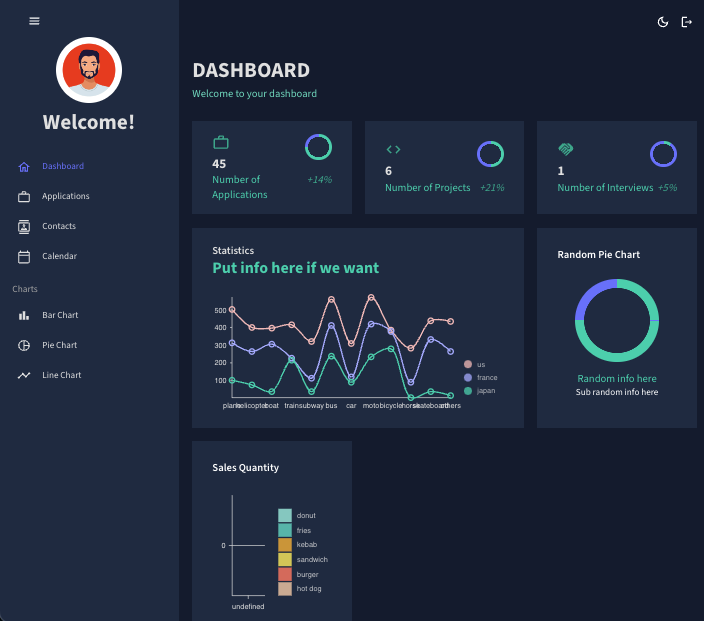 Welcome!
Dashboard
Applications
Contacts
Calendar
Charts
Bar Chart
Pie Chart
Line Chart
DASHBOARD
Welcome to your dashboard
45
Number of
Applications
+14%
6
Number of Projects
+21%
1
Number of Interviews
+5%
Statistics
Put info here if we want
500
400
300
200
100
plane helicopter boat train subway bus car moto bicycle horse skateboard others
us
france
japan
Random Pie Chart
Random info here
Sub random info here
Sales Quantity
0
undefined
donut
fries
kebab
sandwich
burger
hot dog